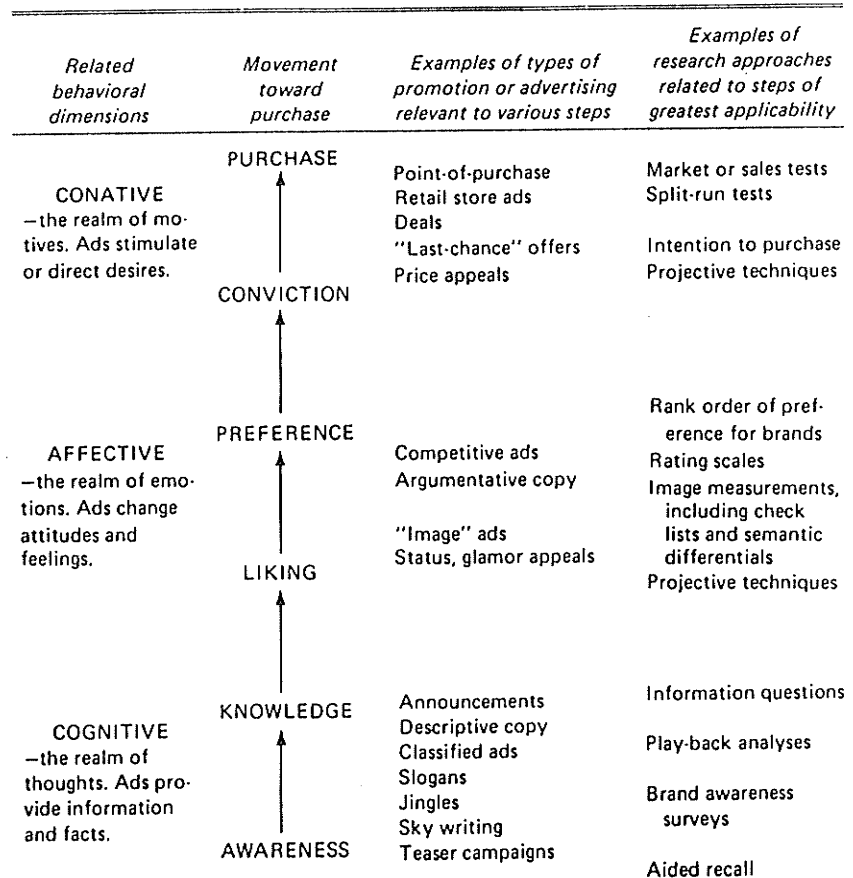 Related
behavioral
dimensions
Movement
toward
purchase
Examples of types of
promotion or advertising
relevant to various steps
Examples of
research approaches
related to steps of
greatest applicability
CONATIVE
—the realm of mo-
tives. Ads stimulate
or direct desires.
PURCHASE
CONVICTION
Point-of-purchase
Retail store ads
Deals
"Last-chance" offers
Price appeals
Market or sales tests
Split-run tests
Intention to purchase
Projective techniques
AFFECTIVE
—the realm of emo-
tions. Ads change
attitudes and
feelings.
PREFERENCE
LIKING
Competitive ads
Argumentative copy
"Image" ads
Status, glamor appeals
Rank order of pref-
erence for brands
Rating scales
Image measurements,
including check
lists and semantic
differentials
Projective techniques
COGNITIVE
—the realm of
thoughts. Ads pro-
vide information
and facts.
KNOWLEDGE
AWARENESS
Announcements
Descriptive copy
Classified ads
Slogans
Jingles
Sky writing
Teaser campaigns
Information questions
Play-back analyses
Brand awareness
surveys
Aided recall